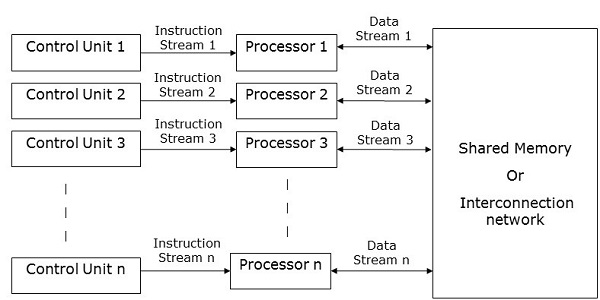 Control Unit 1
Instruction
Stream 1
Processor 1
Data
Stream 1
Control Unit 2
Instruction
Stream 2
Processor 2
Data
Stream 2
Control Unit 3
Instruction
Stream 3
Processor 3
Data
Stream 3
Shared Memory
Or
Interconnection
network
Control Unit n
Instruction
Stream n
Processor n
Data
Stream n